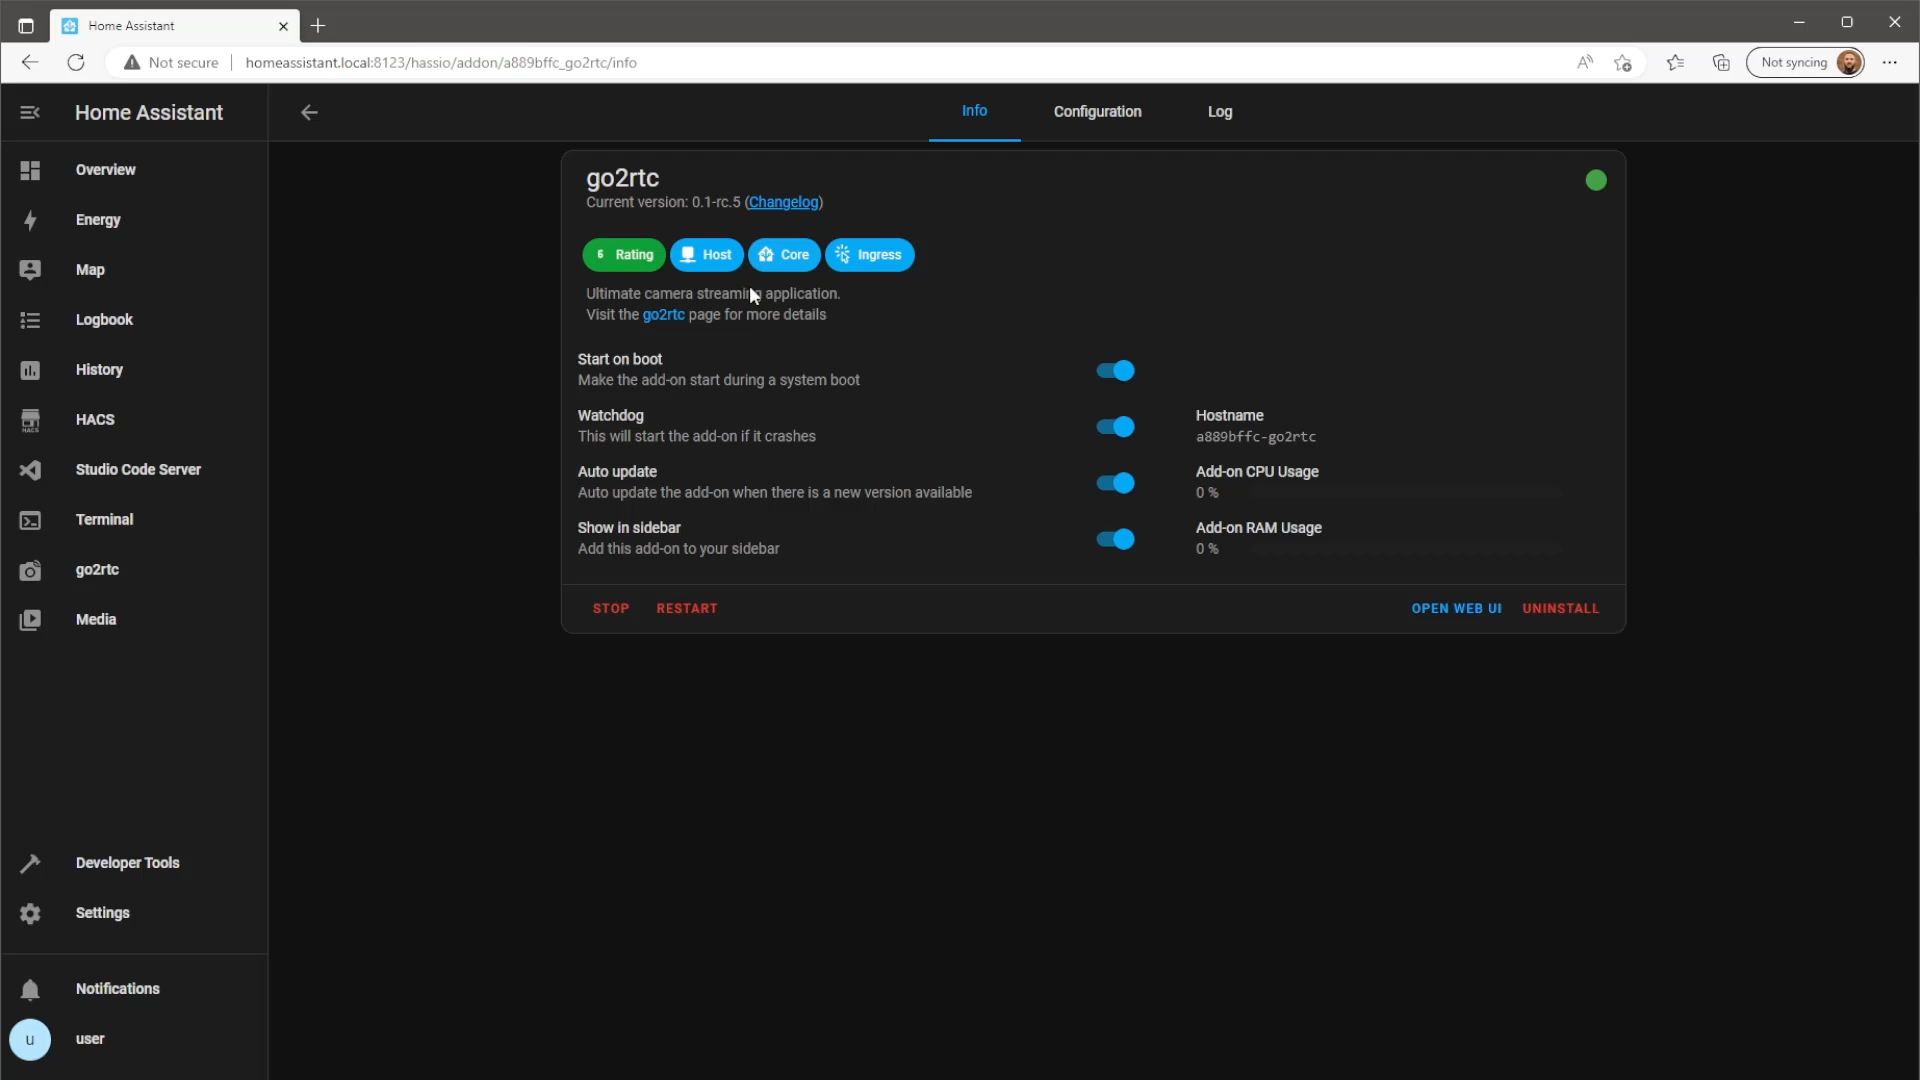 Home Assistant
Not secure
homeassistant.local:8123/hassio/addon/a889bffc_go2rtc/info
Not syncing
Home Assistant
Info
Configuration
Log
Overview
Energy
Map
Logbook
History
HACS
HACS
Studio Code Server
Terminal
go2rtc
Media
Developer Tools
Settings
Notifications
u
user
go2rtc
Current version: 0.1-rc.5 (Changelog)
6 Rating
Host
Core
Ingress
Ultimate camera streaming application.
Visit the go2rtc page for more details
Start on boot
Make the add-on start during a system boot
Watchdog
This will start the add-on if it crashes
Auto update
Auto update the add-on when there is a new version available
Show in sidebar
Add this add-on to your sidebar
Hostname
a889bffc-go2rtc
Add-on CPU Usage
0 %
Add-on RAM Usage
0 %
STOP
RESTART
OPEN WEB UI
UNINSTALL